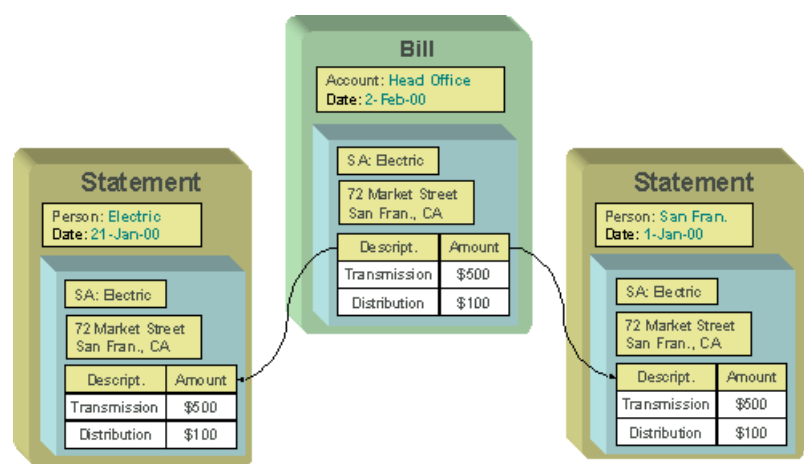 Bill
Account: Head Office
Date: 2-Feb-00
SA: Electric
72 Market Street
San Fran., CA
Descript. Amount
Transmission $500
Distribution $100
Statement
Person: Electric
Date: 21-Jan-00
SA: Electric
72 Market Street
San Fran., CA
Descript. Amount
Transmission $500
Distribution $100
Statement
Person: San Fran.
Date: 1-Jan-00
SA: Electric
72 Market Street
San Fran., CA
Descript. Amount
Transmission $500
Distribution $100